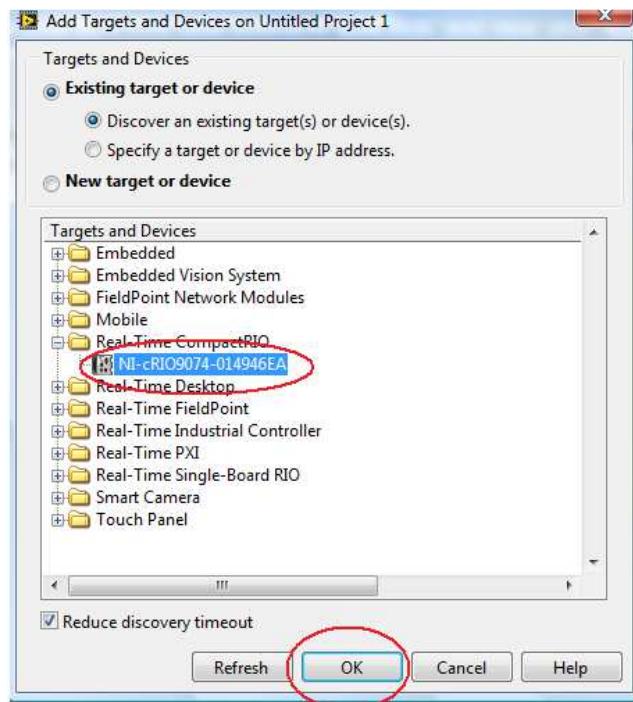 Add Targets and Devices on Untitled Project 1
Targets and Devices
Existing target or device
Discover an existing target(s) or device(s).
Specify a target or device by IP address.
New target or device
Targets and Devices
Embedded
Embedded Vision System
FieldPoint Network Modules
Mobile
Real-Time CompactRIO
NI-cRIO9074-014946EA
Real-Time Desktop
Real-Time FieldPoint
Real-Time Industrial Controller
Real-Time PXI
Real-Time Single-Board RIO
Smart Camera
Touch Panel
Reduce discovery timeout
Refresh OK Cancel Help